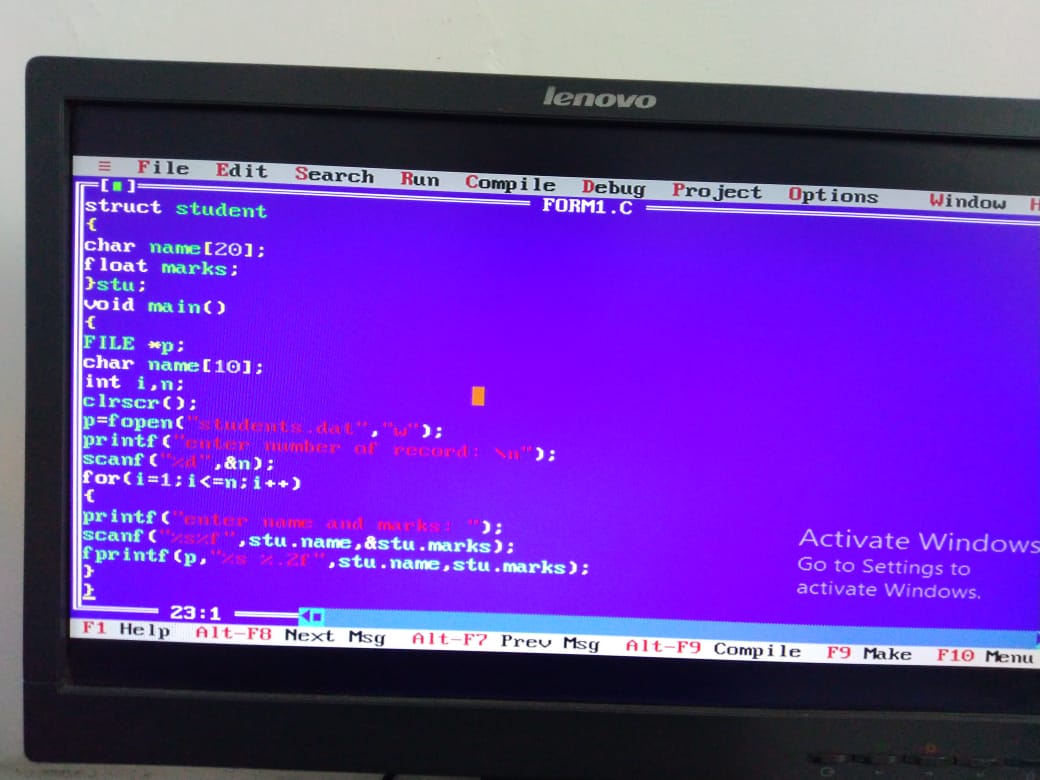 lenovo
≡ File Edit Search Run Compile Debug Project Options Window H
[■] FORM1.C
struct student
{
char name[20];
float marks;
}stu;
void main()
{
FILE *p;
char name[10];
int i,n;
clrscr();
p=fopen("students.dat","w");
printf("enter number of record: \n");
scanf("%d",&n);
for(i=1;i<=n;i++)
{
printf("enter name and marks: ");
scanf("%s%f",stu.name,&stu.marks);
fprintf(p,"%s %.2f",stu.name,stu.marks);
}
}
Activate Windows
Go to Settings to
activate Windows.
23:1
F1 Help Alt-F8 Next Msg Alt-F7 Prev Msg Alt-F9 Compile F9 Make F10 Menu